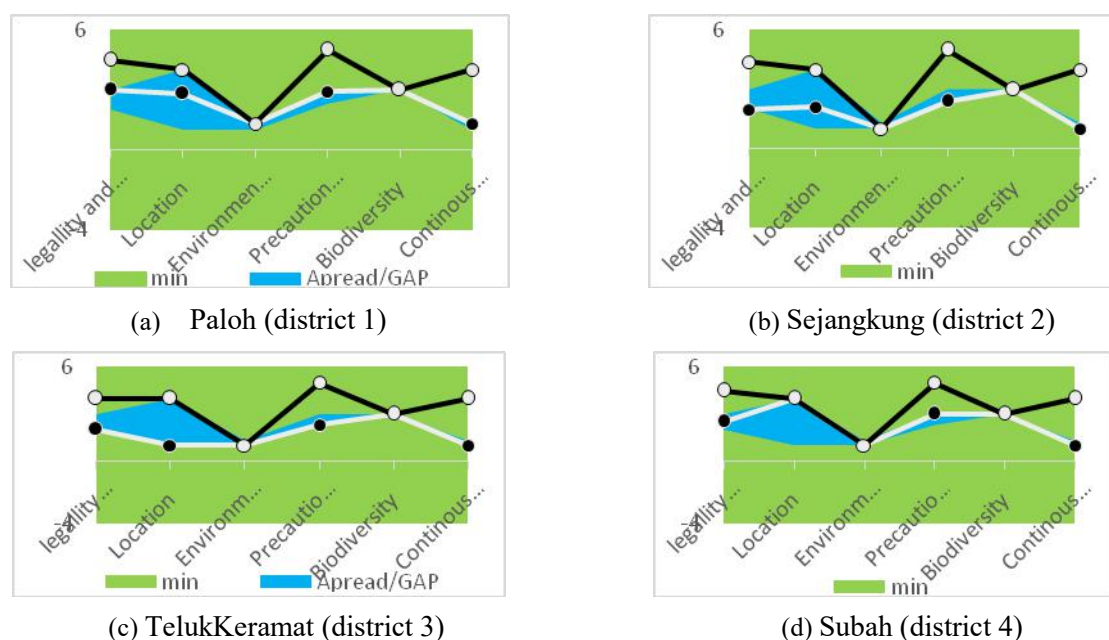 6
-4
legallity and...
Location
Environmen...
Precaution...
Biodiversity
Continous...
min
Apread/GAP
(a) Paloh (district 1)
6
-4
legallity and...
Location
Environmen...
Precaution...
Biodiversity
Continous...
min
(b) Sejangkung (district 2)
6
-4
legallity...
Location
Environm...
Precautio...
Biodiversity
Continous...
min
Apread/GAP
(c) TelukKeramat (district 3)
6
-4
legallity...
Location
Environm...
Precautio...
Biodiversity
Continous...
min
(d) Subah (district 4)